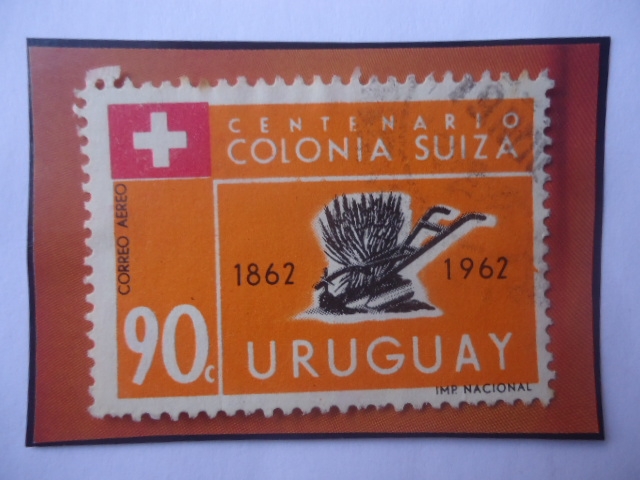 CENTENARIO
COLONIA SUIZA
CORREO AEREO
1862 1962
90c
URUGUAY
IMP. NACIONAL